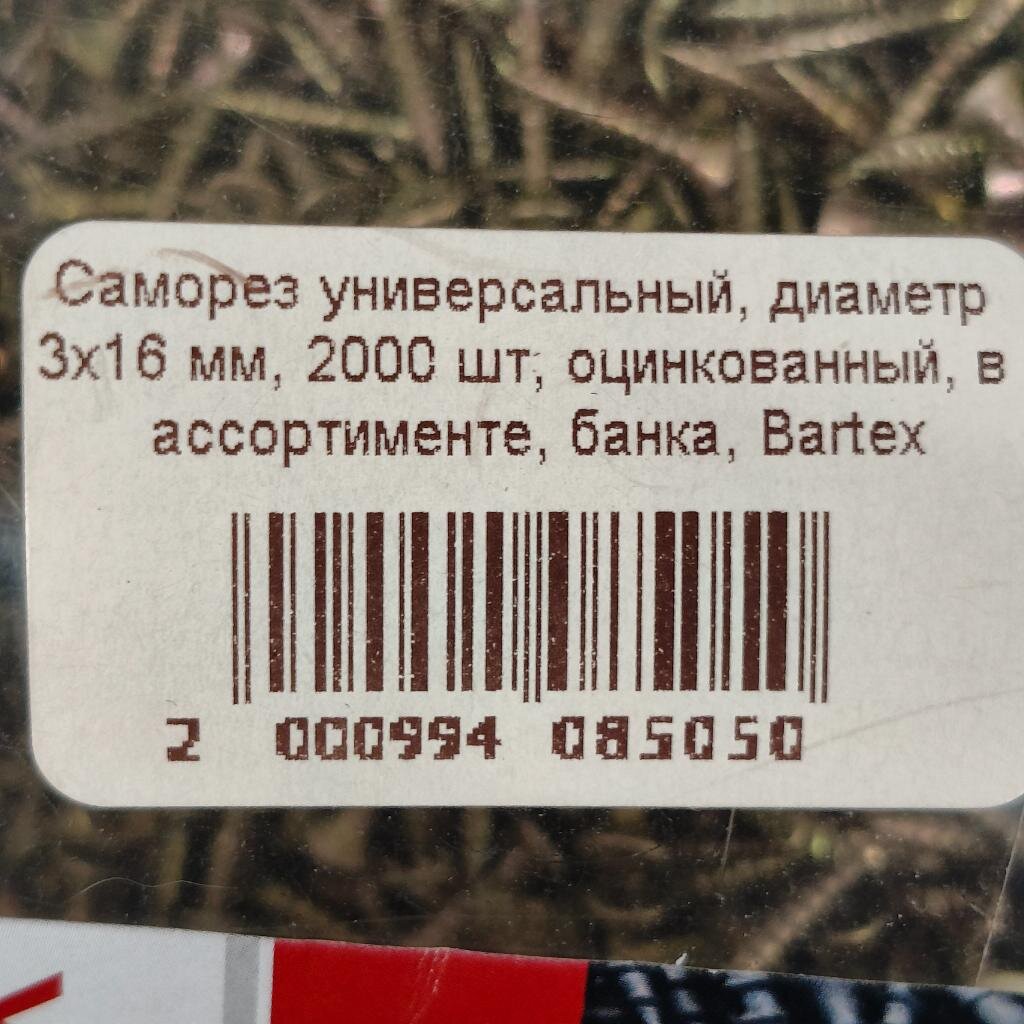 Саморез универсальный, диаметр
3х16 мм, 2000 шт, оцинкованный, в
ассортименте, банка, Bartex
2 000994 085050